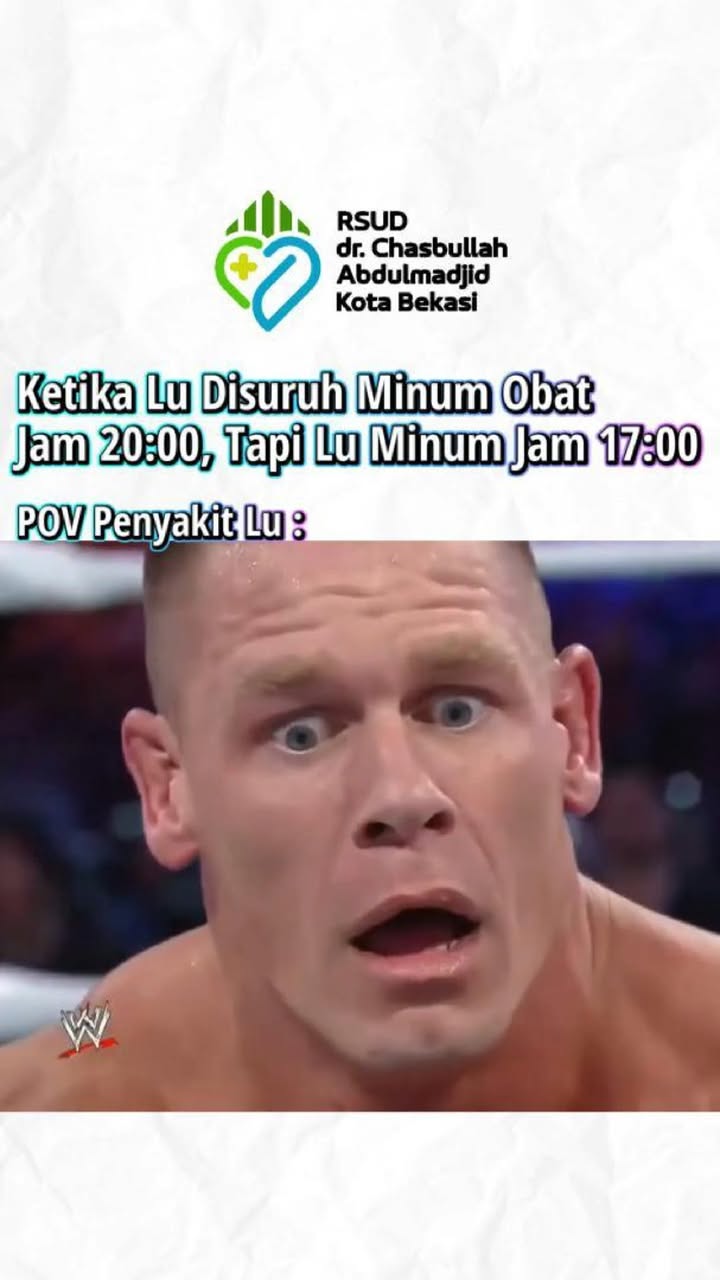 RSUD
dr. Chasbullah
Abdulmadjid
Kota Bekasi
Ketika Lu Disuruh Minum Obat
Jam 20:00, Tapi Lu Minum Jam 17:00
POV Penyakit Lu :
W